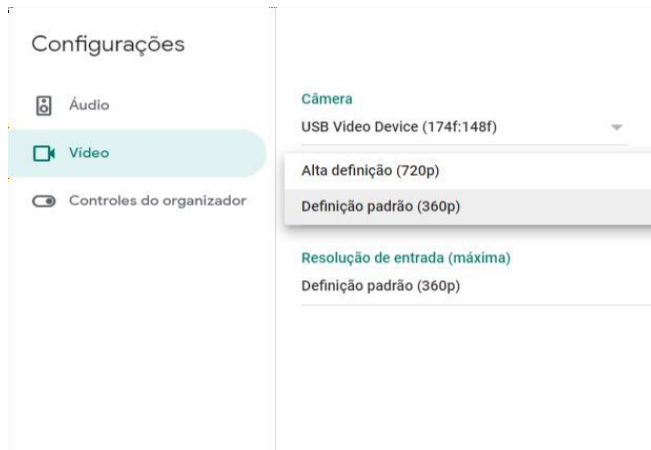 Configurações
Áudio
Vídeo
Controles do organizador
Câmera
USB Video Device (174f:148f)
Alta definição (720p)
Definição padrão (360p)
Resolução de entrada (máxima)
Definição padrão (360p)